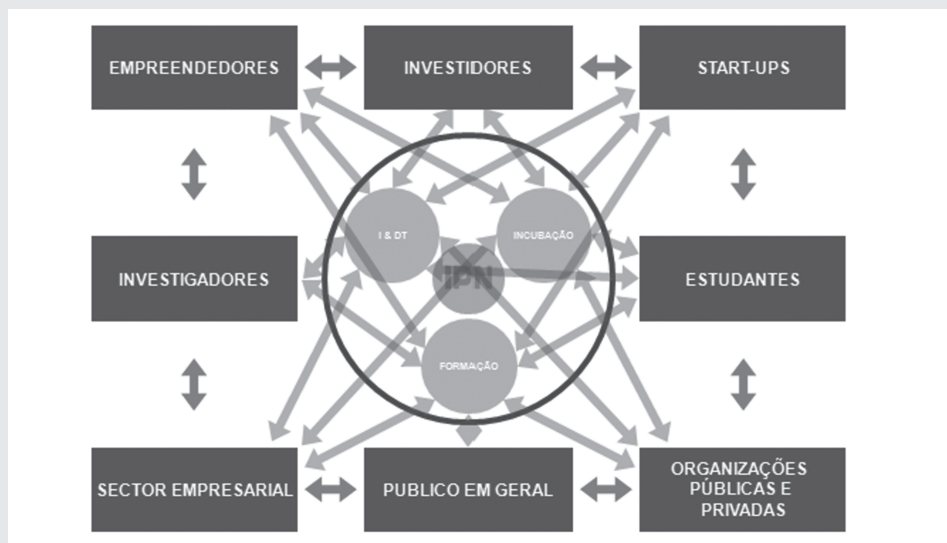 EMPREENDEDORES
INVESTIDORES
START-UPS
I & DT
INCUBAÇÃO
INVESTIGADORES
IPN
ESTUDANTES
FORMAÇÃO
SECTOR EMPRESARIAL
PUBLICO EM GERAL
ORGANIZAÇÕES
PÚBLICAS E
PRIVADAS